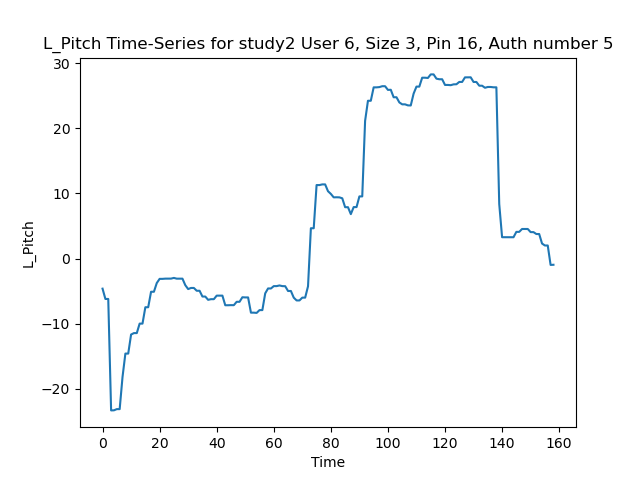 L_Pitch Time-Series for study2 User 6, Size 3, Pin 16, Auth number 5
30
20
10
0
−10
−20
L_Pitch
0 20 40 60 80 100 120 140 160
Time